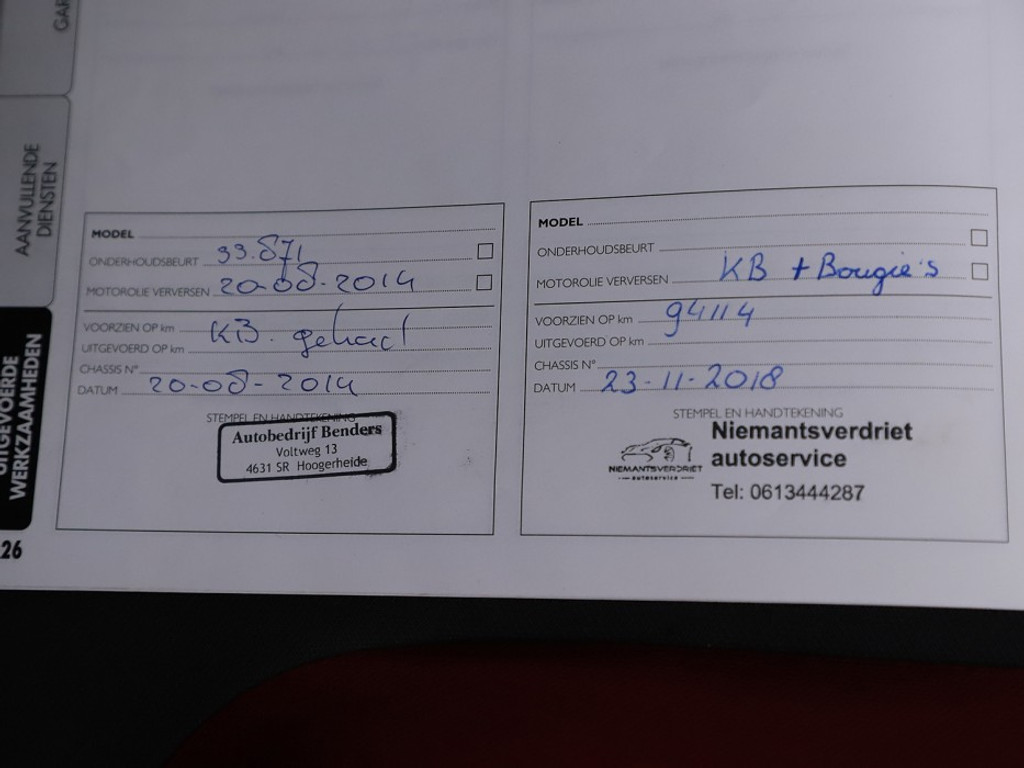 GAR
AANVULLENDE
DIENSTEN
UITGEVOERDE
WERKZAAMHEDEN
26
MODEL
ONDERHOUDSBEURT 99.871
MOTOROLIE VERVERSEN 20-08-2014
VOORZIEN OP km KB. gehad
UITGEVOERD OP km
CHASSIS N°
DATUM 20-08-2014
STEMPEL EN HANDTEKENING
Autobedrijf Benders
Voltweg 13
4631 SR Hoogerheide
MODEL
ONDERHOUDSBEURT
MOTOROLIE VERVERSEN KB + Bougie's
VOORZIEN OP km 94114
UITGEVOERD OP km
CHASSIS N°
DATUM 23-11-2018
STEMPEL EN HANDTEKENING
NIEMANTSVERDRIET
autoservice
Niemantsverdriet
autoservice
Tel: 0613444287